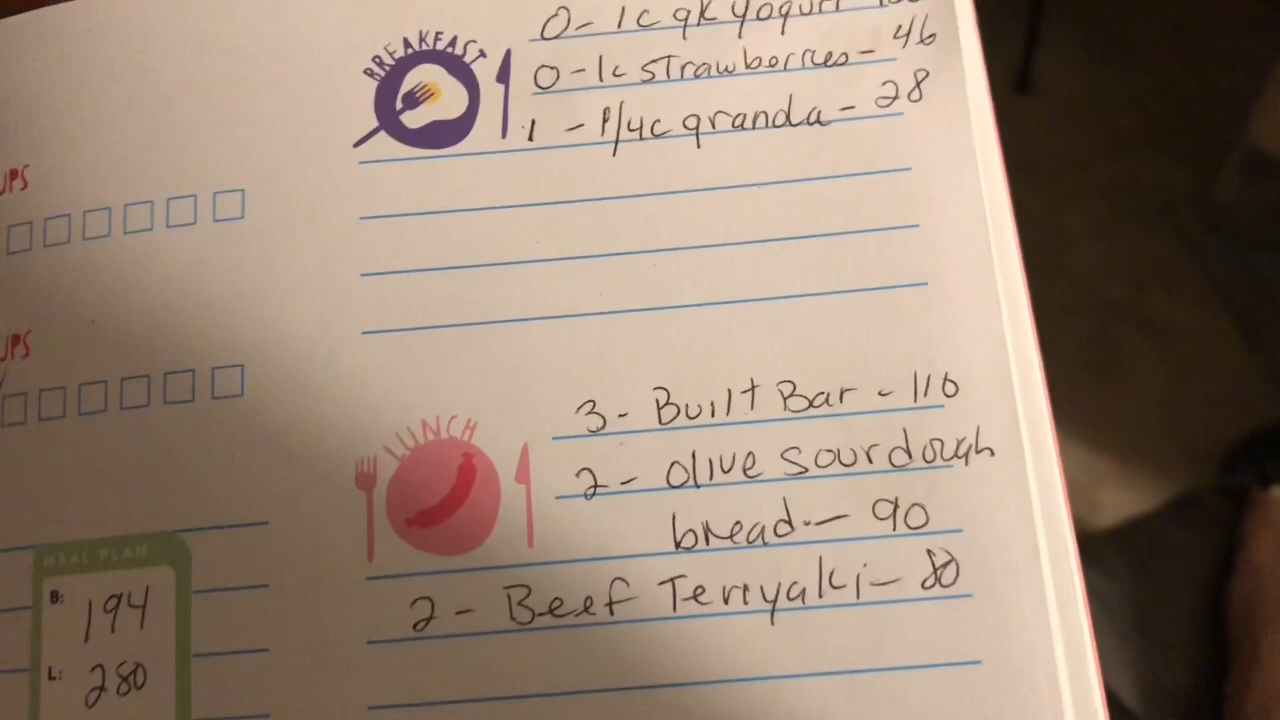 0-1c gk yogurt
BREAKFAST
0-1c strawberries- 46
1 - 1/4c granda - 28
UPS
UPS
LUNCH
3- Built Bar - 110
2- olive sourdough
bread - 90
2- Beef Teriyaki- 80
MEAL PLAN
B: 194
L: 280